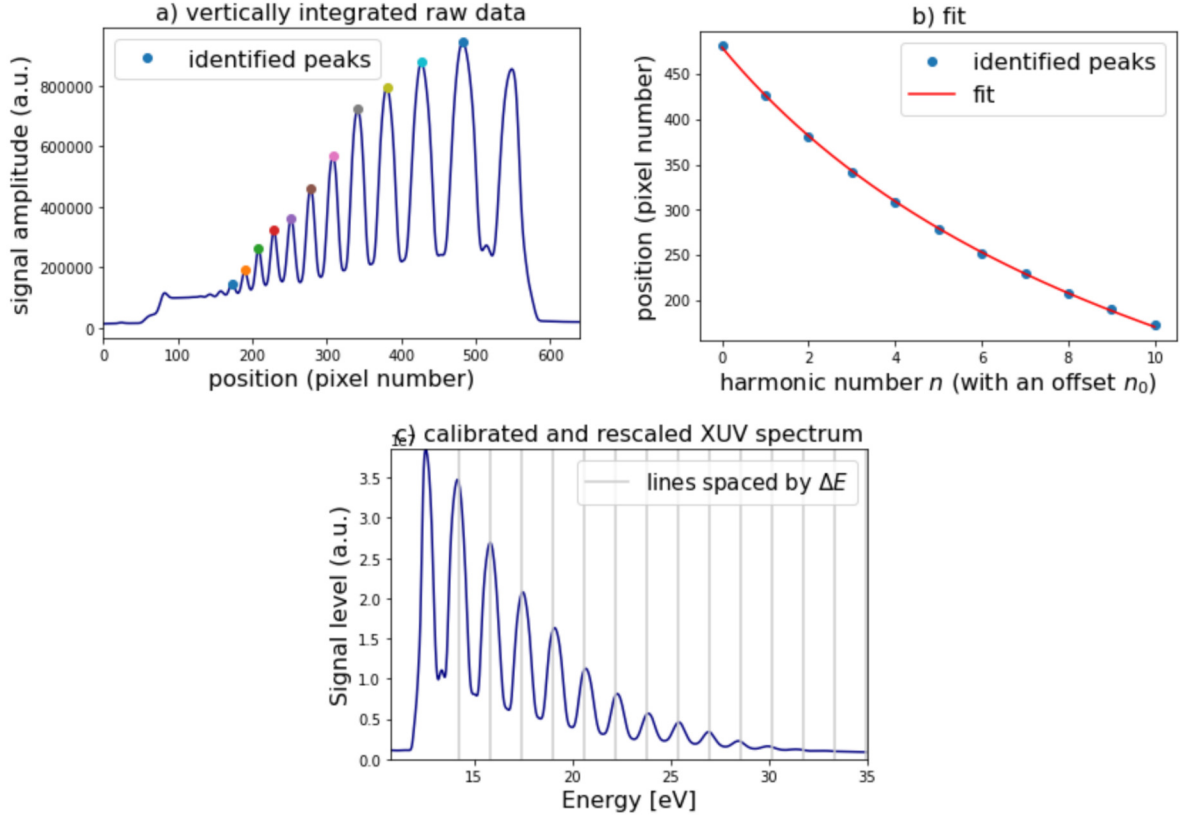 a) vertically integrated raw data
identified peaks
signal amplitude (a.u.)
800000
600000
400000
200000
0
0 100 200 300 400 500 600
position (pixel number)
b) fit
identified peaks
fit
position (pixel number)
450
400
350
300
250
200
0 2 4 6 8 10
harmonic number n (with an offset n₀)
c) calibrated and rescaled XUV spectrum
1e7
lines spaced by ΔE
Signal level (a.u.)
3.5
3.0
2.5
2.0
1.5
1.0
0.5
0.0
15 20 25 30 35
Energy [eV]